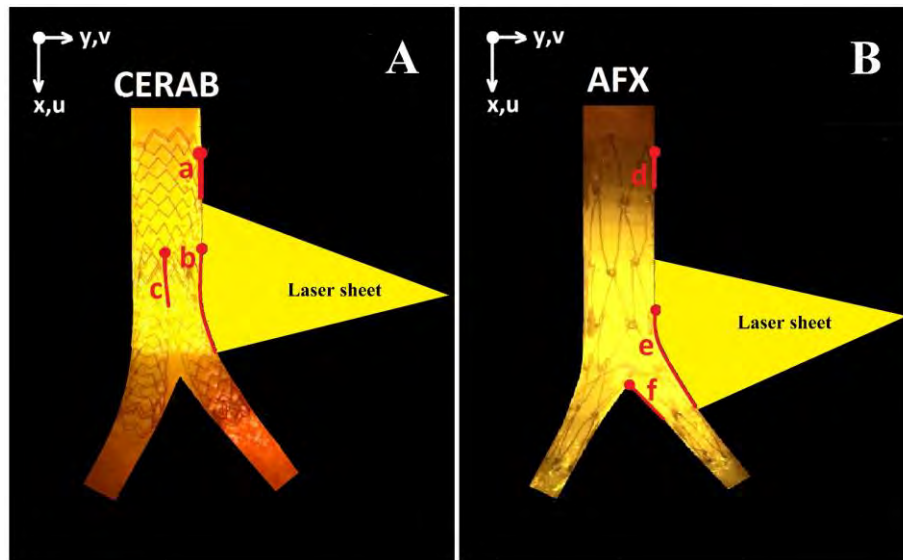 y,v
A
x,u
CERAB
a
b
c
Laser sheet
y,v
B
x,u
AFX
d
Laser sheet
e
f